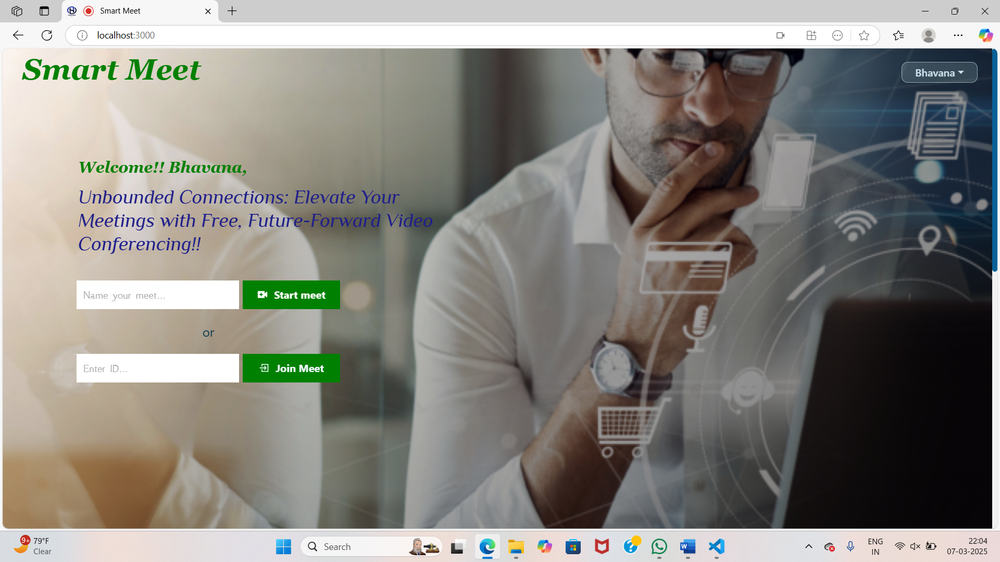 Smart Meet
localhost:3000
Smart Meet
Bhavana
Welcome!! Bhavana,
Unbounded Connections: Elevate Your
Meetings with Free, Future-Forward Video
Conferencing!!
Name your meet...
Start meet
or
Enter ID...
Join Meet
9+
79°F
Clear
Search
ENG
IN
22:04
07-03-2025